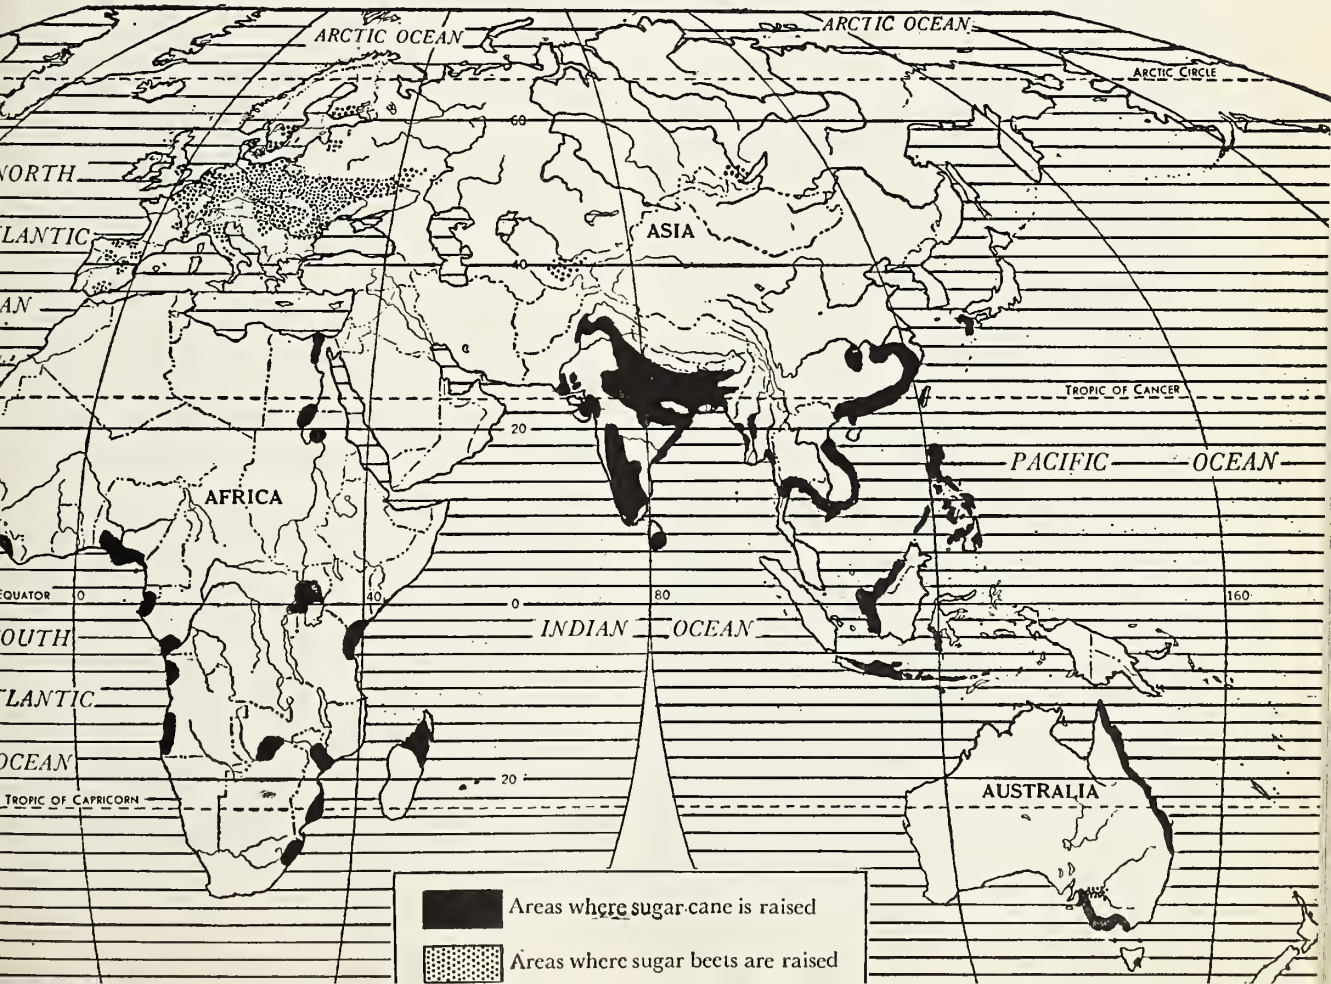 ARCTIC OCEAN
ARCTIC OCEAN
ARCTIC CIRCLE
60
NORTH
ASIA
LANTIC
40
AN
TROPIC OF CANCER
20
PACIFIC OCEAN
AFRICA
EQUATOR
0
40
0
80
160
OUTH
INDIAN OCEAN
LANTIC
OCEAN
20
TROPIC OF CAPRICORN
AUSTRALIA
Areas where sugar cane is raised
Areas where sugar beets are raised